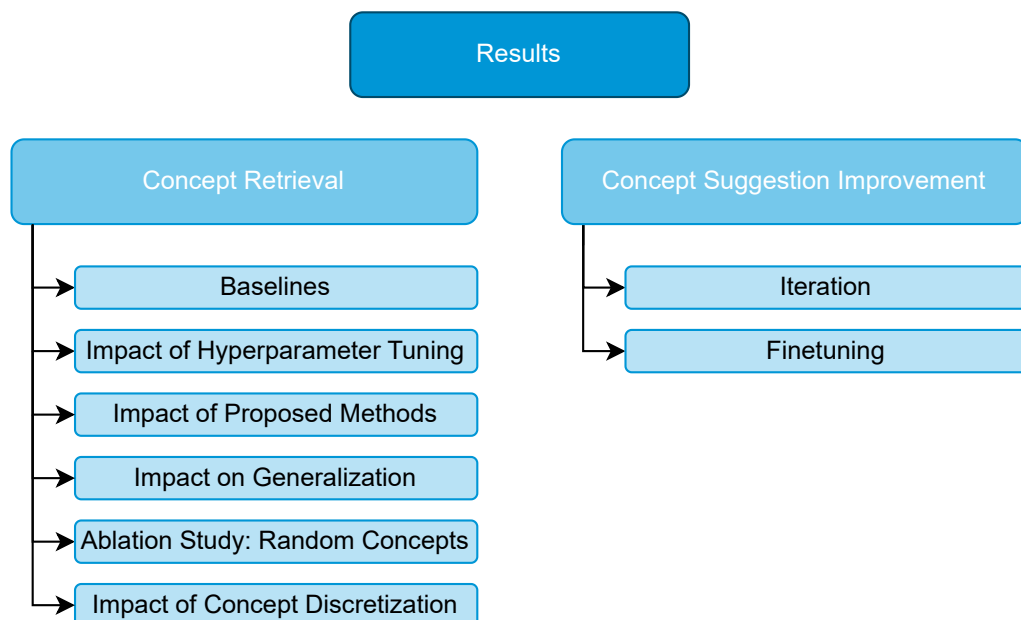 Results
Concept Retrieval
Baselines
Impact of Hyperparameter Tuning
Impact of Proposed Methods
Impact on Generalization
Ablation Study: Random Concepts
Impact of Concept Discretization
Concept Suggestion Improvement
Iteration
Finetuning